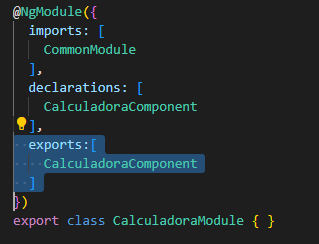 @NgModule({
  imports: [
    CommonModule
  ],
  declarations: [
    CalculadoraComponent
  ],
  exports:[
    CalculadoraComponent
  ]
})
export class CalculadoraModule { }